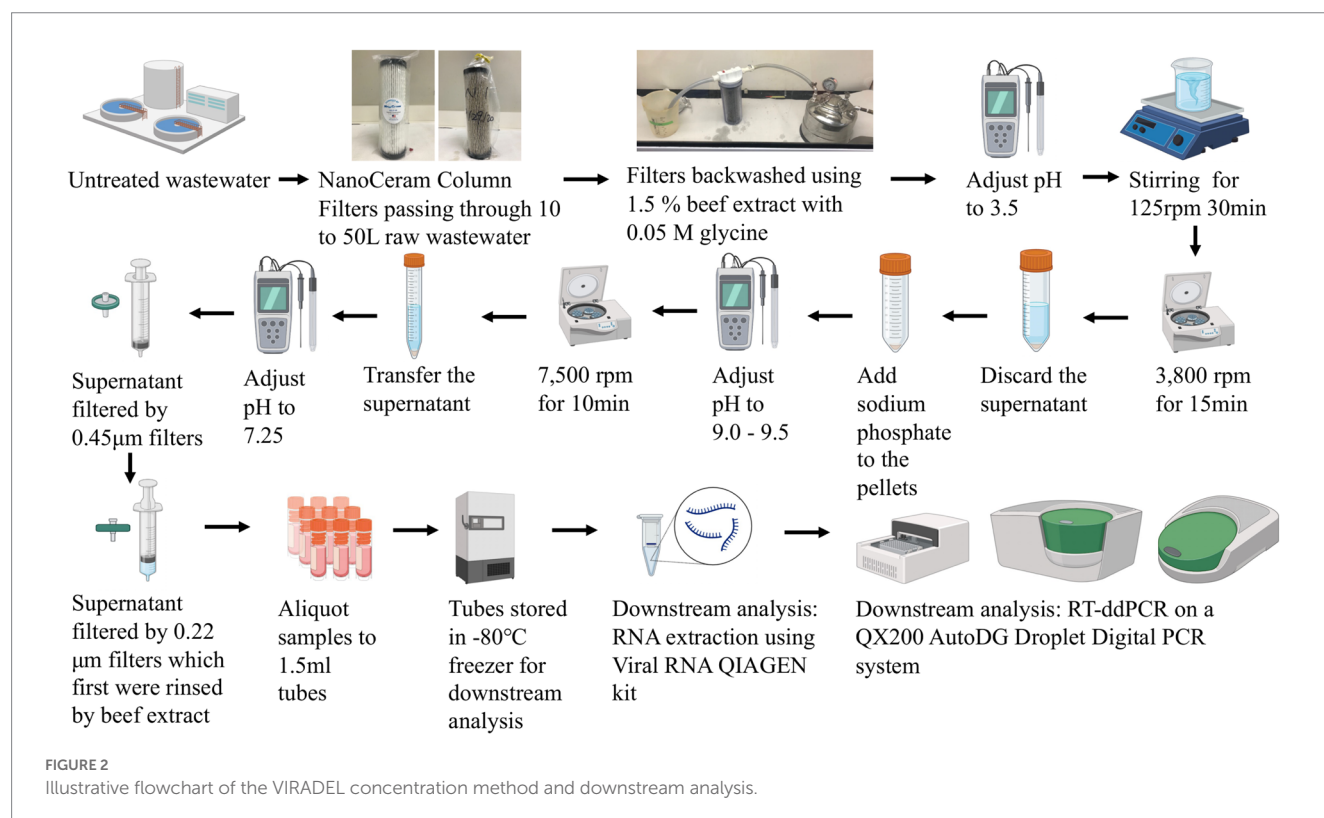 Untreated wastewater
NanoCeram Column
Filters passing through 10
to 50L raw wastewater
Filters backwashed using
1.5 % beef extract with
0.05 M glycine
Adjust pH
to 3.5
Stirring for
125rpm 30min
3,800 rpm
for 15min
Discard the
supernatant
Add
sodium
phosphate
to the
pellets
Adjust
pH to
9.0 - 9.5
7,500 rpm
for 10min
Transfer the
supernatant
Adjust
pH to
7.25
Supernatant
filtered by
0.45μm filters
Supernatant
filtered by 0.22
μm filters which
first were rinsed
by beef extract
Aliquot
samples to
1.5ml
tubes
Tubes stored
in -80℃
freezer for
downstream
analysis
Downstream analysis:
RNA extraction using
Viral RNA QIAGEN
kit
Downstream analysis: RT-ddPCR on a
QX200 AutoDG Droplet Digital PCR
system
FIGURE 2
Illustrative flowchart of the VIRADEL concentration method and downstream analysis.